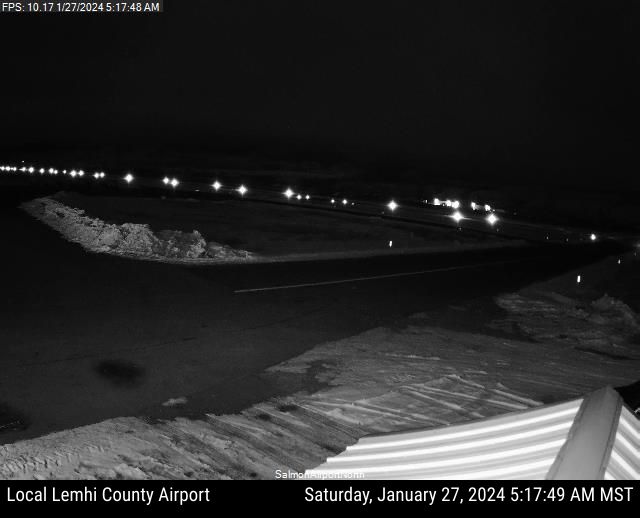 FPS: 10.17 1/27/2024 5:17:48 AM
SalmonAirport.north
Local Lemhi County Airport Saturday, January 27, 2024 5:17:49 AM MST